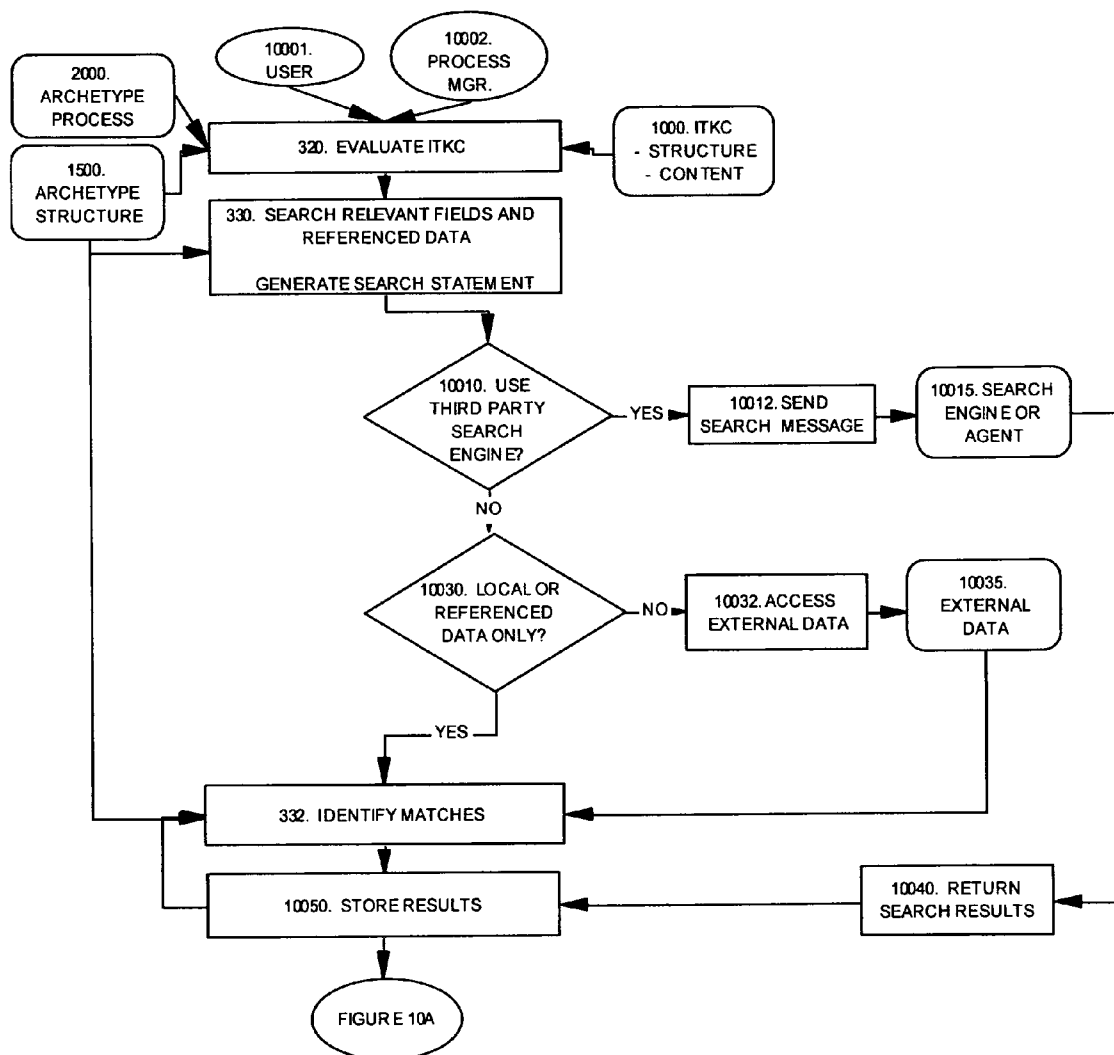 10001.
USER
10002.
PROCESS
MGR.
2000.
ARCHETYPE
PROCESS
320. EVALUATE ITKC
1000. ITKC
- STRUCTURE
- CONTENT
1500.
ARCHETYPE
STRUCTURE
330. SEARCH RELEVANT FIELDS AND
REFERENCED DATA
GENERATE SEARCH STATEMENT
10010. USE
THIRD PARTY
SEARCH
ENGINE?
YES
10012. SEND
SEARCH MESSAGE
10015. SEARCH
ENGINE OR
AGENT
NO
10030. LOCAL OR
REFERENCED
DATA ONLY?
NO
10032. ACCESS
EXTERNAL DATA
10035.
EXTERNAL
DATA
YES
332. IDENTIFY MATCHES
10050. STORE RESULTS
10040. RETURN
SEARCH RESULTS
FIGURE 10A